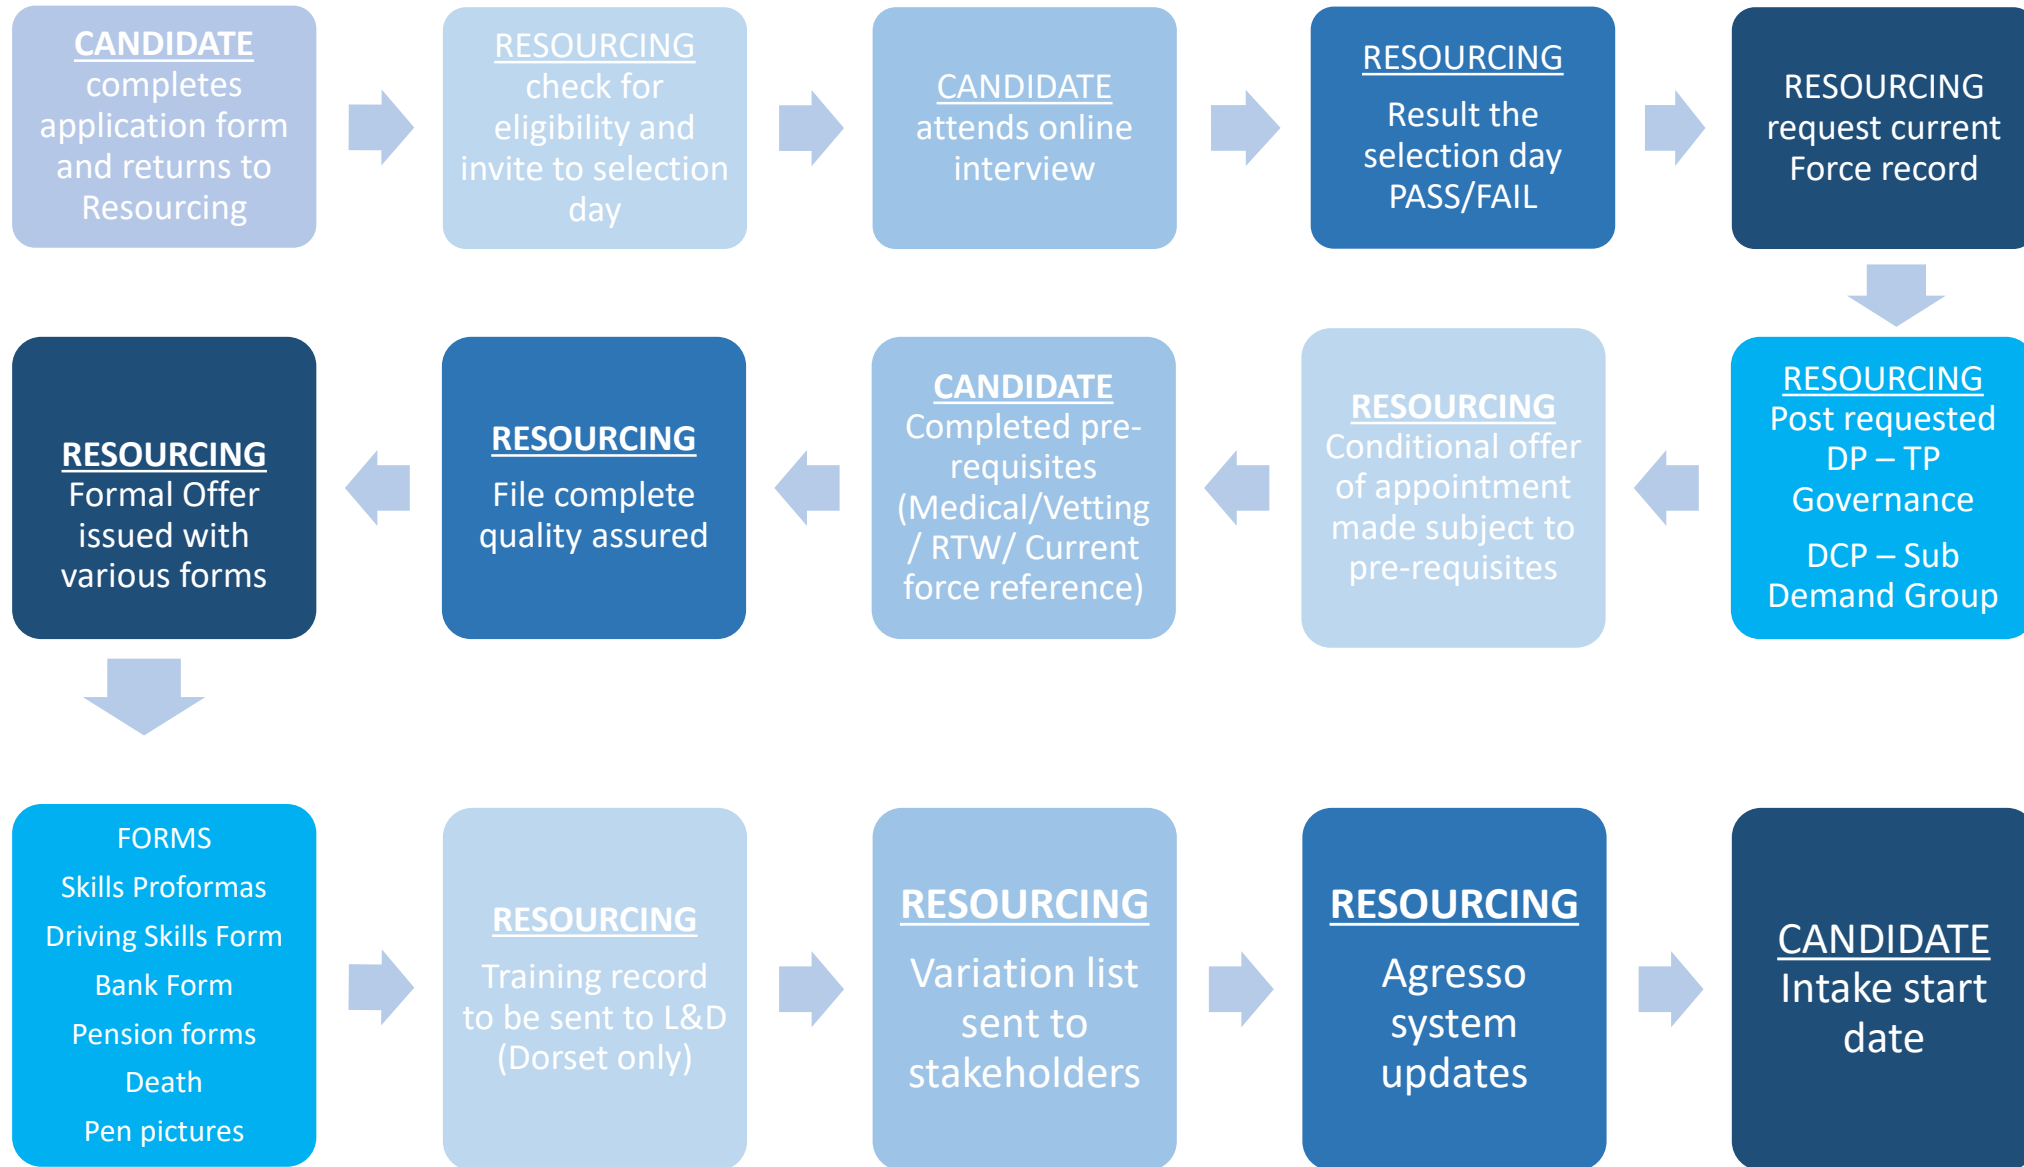 CANDIDATE
completes
application form
and returns to
Resourcing
RESOURCING
check for
eligibility and
invite to selection
day
CANDIDATE
attends online
interview
RESOURCING
Result the
selection day
PASS/FAIL
RESOURCING
request current
Force record
RESOURCING
Post requested
DP – TP
Governance
DCP – Sub
Demand Group
RESOURCING
Conditional offer
of appointment
made subject to
pre-requisites
CANDIDATE
Completed pre-
requisites
(Medical/Vetting
/ RTW/ Current
force reference)
RESOURCING
File complete
quality assured
RESOURCING
Formal Offer
issued with
various forms
FORMS
Skills Proformas
Driving Skills Form
Bank Form
Pension forms
Death
Pen pictures
RESOURCING
Training record
to be sent to L&D
(Dorset only)
RESOURCING
Variation list
sent to
stakeholders
RESOURCING
Agresso
system
updates
CANDIDATE
Intake start
date